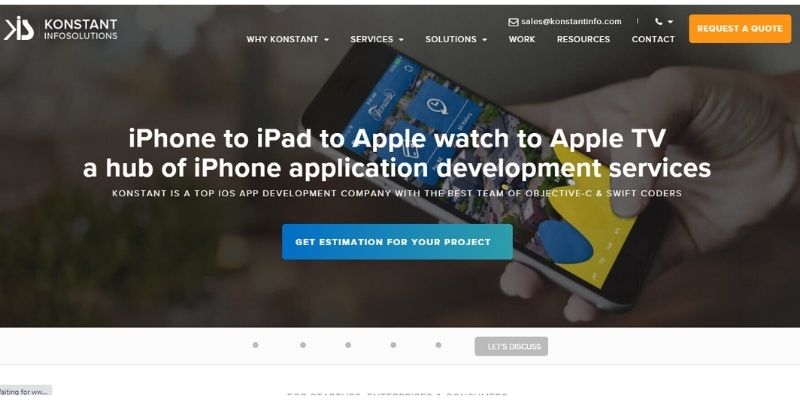 KONSTANT
INFOSOLUTIONS
sales@konstantinfo.com
REQUEST A QUOTE
WHY KONSTANT
SERVICES
SOLUTIONS
WORK
RESOURCES
CONTACT
iPhone to iPad to Apple watch to Apple TV
a hub of iPhone application development services
KONSTANT IS A TOP IOS APP DEVELOPMENT COMPANY WITH THE BEST TEAM OF OBJECTIVE-C & SWIFT CODERS
GET ESTIMATION FOR YOUR PROJECT
LET'S DISCUSS
Waiting for ww...